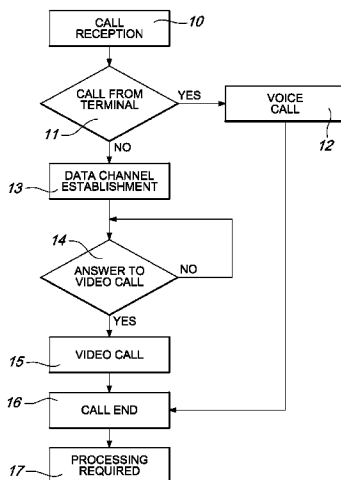 CALL
RECEPTION
10
CALL FROM
TERMINAL
11
YES
VOICE
CALL
12
NO
DATA CHANNEL
ESTABLISHMENT
13
14
ANSWER TO
VIDEO CALL
NO
YES
VIDEO CALL
15
16
CALL END
PROCESSING
REQUIRED
17